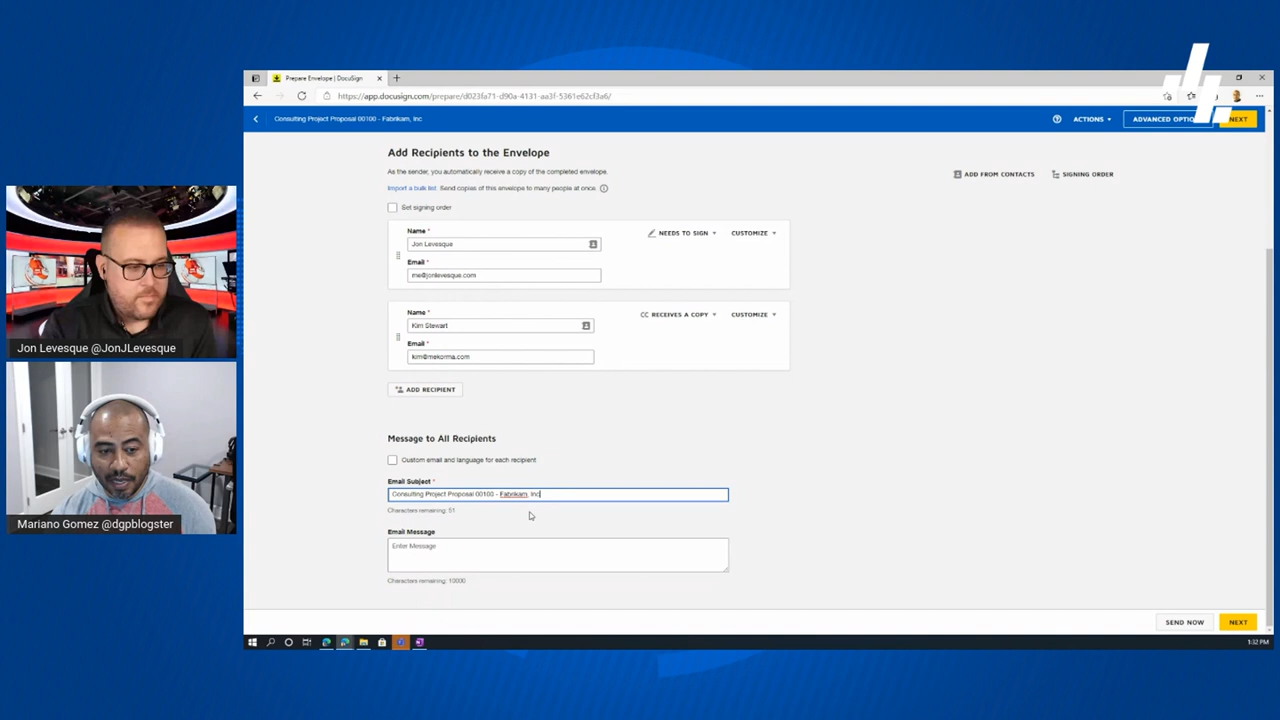 Prepare Envelope | DocuSign
https://app.docusign.com/prepare/d023fa71-d90a-4131-aa3f-5361e62cf3a6/
Consulting Project Proposal 00100 - Fabrikam, Inc
ACTIONS
ADVANCED OPTIO
NEXT
Add Recipients to the Envelope
As the sender, you automatically receive a copy of the completed envelope.
Import a bulk list. Send copies of this envelope to many people at once.
ADD FROM CONTACTS
SIGNING ORDER
Set signing order
Name *
Jon Levesque
NEEDS TO SIGN
CUSTOMIZE
Email *
me@jonlevesque.com
Name *
Kim Stewart
CC RECEIVES A COPY
CUSTOMIZE
Email *
kim@mekorma.com
ADD RECIPIENT
Message to All Recipients
Custom email and language for each recipient
Email Subject *
Consulting Project Proposal 00100 - Fabrikam, Inc
Characters remaining: 51
Email Message
Enter Message
Characters remaining: 10000
SEND NOW
NEXT
1:32 PM
Jon Levesque @JonJLevesque
Mariano Gomez @dgpblogster